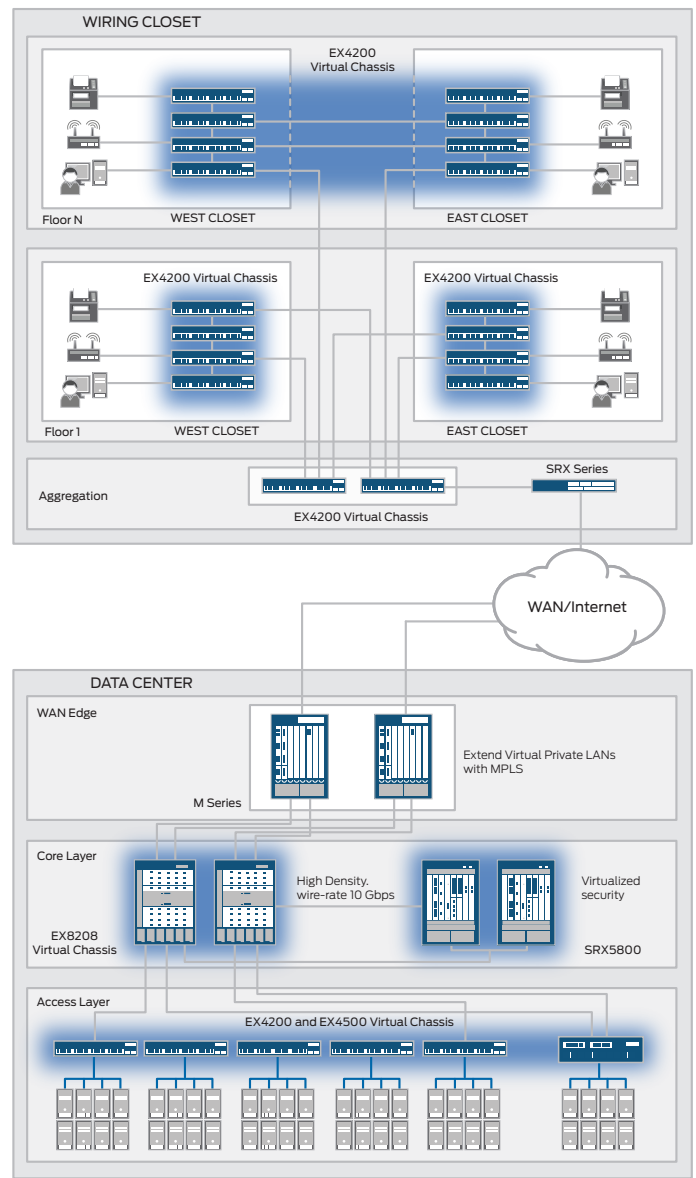 WIRING CLOSET
EX4200
Virtual Chassis
Floor N
WEST CLOSET
EAST CLOSET
EX4200 Virtual Chassis
EX4200 Virtual Chassis
Floor 1
WEST CLOSET
EAST CLOSET
Aggregation
SRX Series
EX4200 Virtual Chassis
WAN/Internet
DATA CENTER
WAN Edge
Extend Virtual Private LANs
with MPLS
M Series
Core Layer
High Density.
wire-rate 10 Gbps
Virtualized
security
EX8208
Virtual Chassis
SRX5800
Access Layer
EX4200 and EX4500 Virtual Chassis